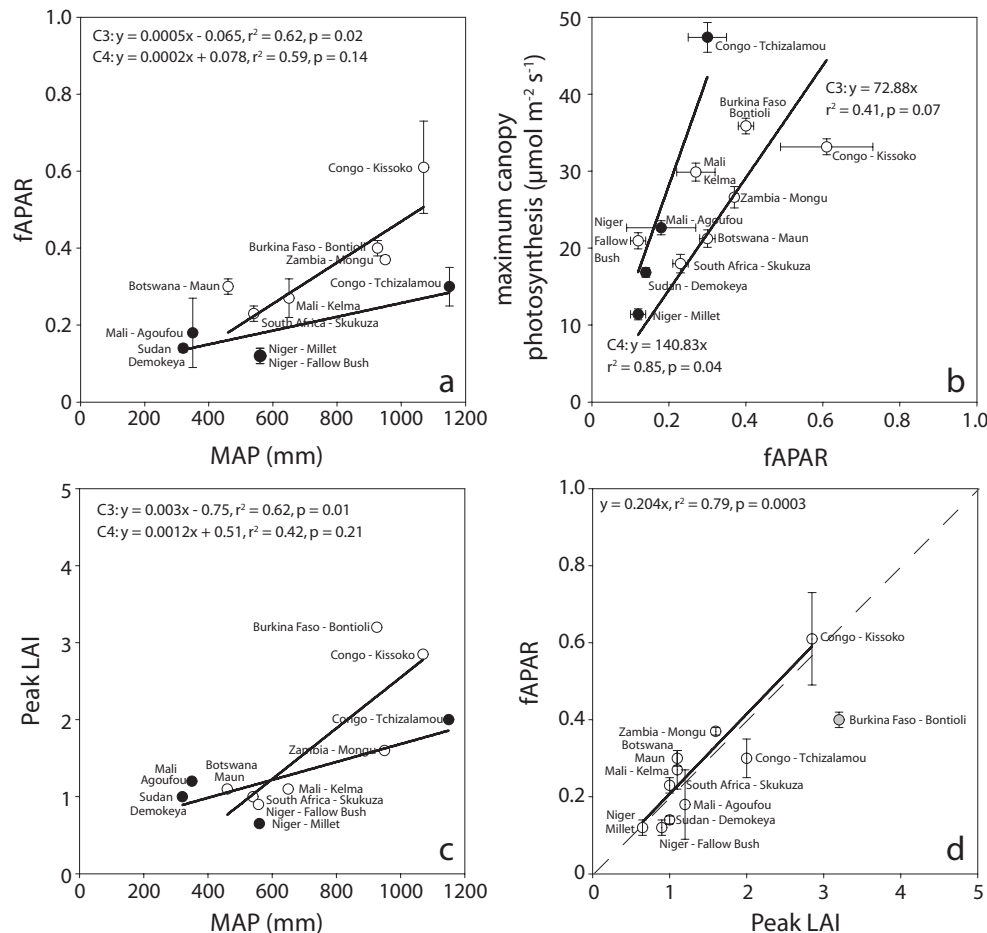 1.0
C3: y = 0.0005x - 0.065, r² = 0.62, p = 0.02
C4: y = 0.0002x + 0.078, r² = 0.59, p = 0.14
0.8
0.6
0.4
0.2
0
fAPAR
Congo - Kissoko
Burkina Faso - Bontioli
Zambia - Mongu
Botswana - Maun
Congo - Tchizalamou
Mali - Kelma
South Africa - Skukuza
Mali - Agoufou
Sudan
Demokeya
Niger - Millet
Niger - Fallow Bush
a
0 200 400 600 800 1000 1200
MAP (mm)
50
40
30
20
10
0
maximum canopy
photosynthesis (μmol m⁻² s⁻¹)
Congo - Tchizalamou
C3: y = 72.88x
r² = 0.41, p = 0.07
Burkina Faso
Bontioli
Congo - Kissoko
Mali
Kelma
Zambia - Mongu
Niger
Fallow
Bush
Mali - Agoufou
Botswana - Maun
South Africa - Skukuza
Sudan - Demokeya
Niger - Millet
C4: y = 140.83x
r² = 0.85, p = 0.04
b
0 0.2 0.4 0.6 0.8 1.0
fAPAR
5
C3: y = 0.003x - 0.75, r² = 0.62, p = 0.01
C4: y = 0.0012x + 0.51, r² = 0.42, p = 0.21
4
3
2
1
0
Peak LAI
Burkina Faso - Bontioli
Congo - Kissoko
Congo - Tchizalamou
Zambia - Mongu
Botswana
Maun
Mali
Agoufou
Mali - Kelma
Sudan
Demokeya
South Africa - Skukuza
Niger - Fallow Bush
Niger - Millet
c
0 200 400 600 800 1000 1200
MAP (mm)
1.0
y = 0.204x, r² = 0.79, p = 0.0003
0.8
0.6
0.4
0.2
0
fAPAR
Congo - Kissoko
Burkina Faso - Bontioli
Zambia - Mongu
Botswana
Maun
Mali - Kelma
Congo - Tchizalamou
South Africa - Skukuza
Mali - Agoufou
Niger
Millet
Sudan - Demokeya
Niger - Fallow Bush
d
0 1 2 3 4 5
Peak LAI